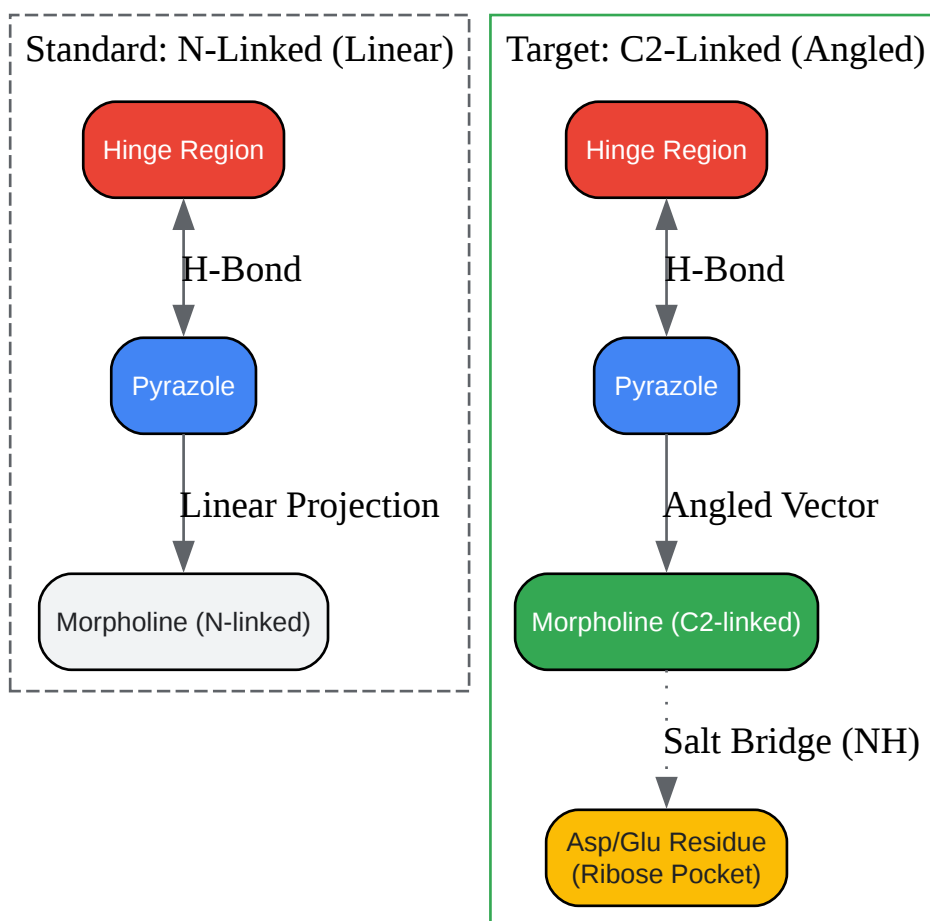 Standard: N-Linked (Linear)
Hinge Region
H-Bond
Pyrazole
Linear Projection
Morpholine (N-linked)
Target: C2-Linked (Angled)
Hinge Region
H-Bond
Pyrazole
Angled Vector
Morpholine (C2-linked)
Salt Bridge (NH)
Asp/Glu Residue
(Ribose Pocket)